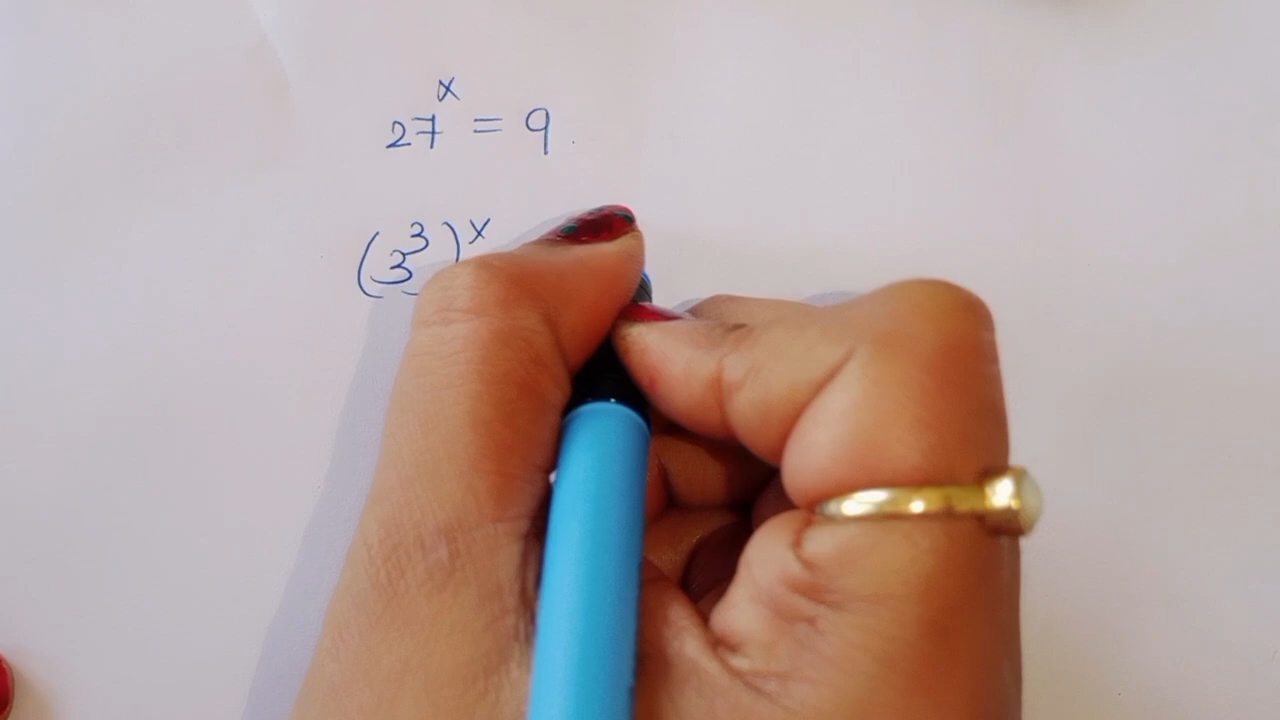 27^x = 9
(3^3)^x